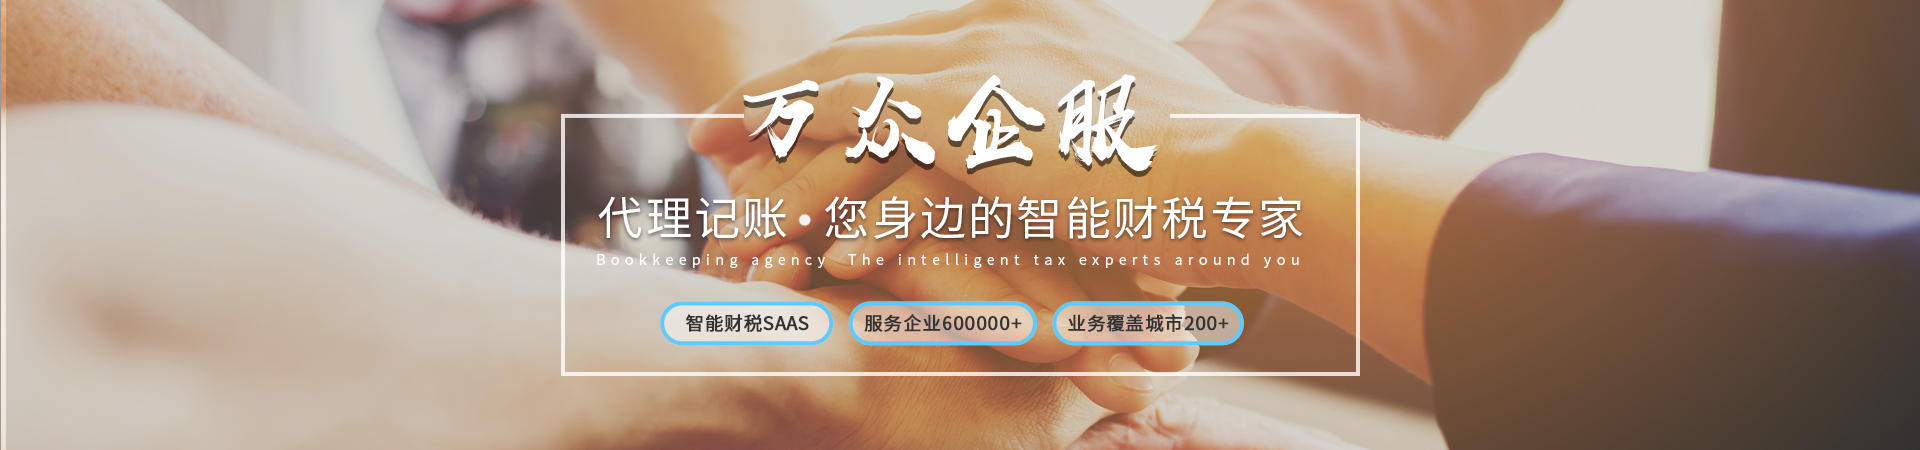 万众企服
代理记账·您身边的智能财税专家
Bookkeeping agency The intelligent tax experts around you
智能财税SAAS 服务企业600000+ 业务覆盖城市200+